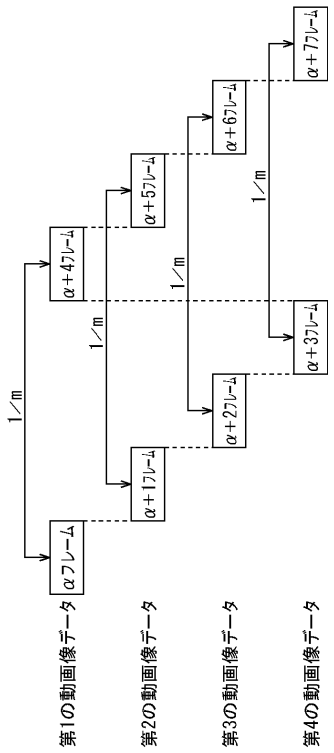 1/m
第1の動画像データ
αフレーム
α+4フレーム
1/m
第2の動画像データ
α+1フレーム
α+5フレーム
1/m
第3の動画像データ
α+2フレーム
α+6フレーム
1/m
第4の動画像データ
α+3フレーム
α+7フレーム